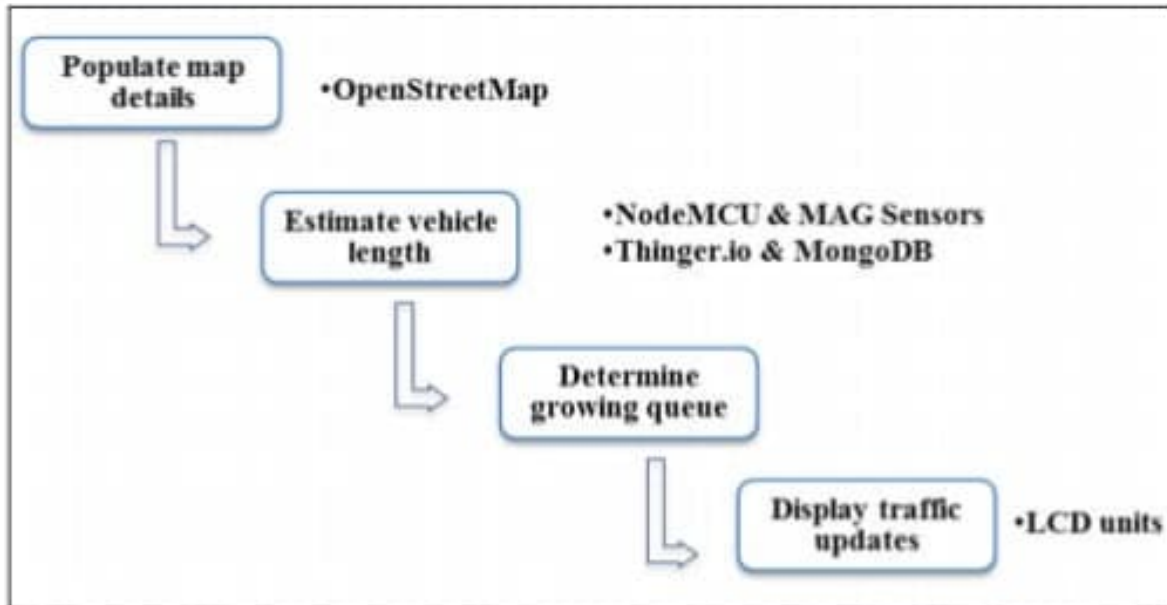 Populate map
details
•OpenStreetMap
Estimate vehicle
length
•NodeMCU & MAG Sensors
•Thinger.io & MongoDB
Determine
growing queue
Display traffic
updates
•LCD units